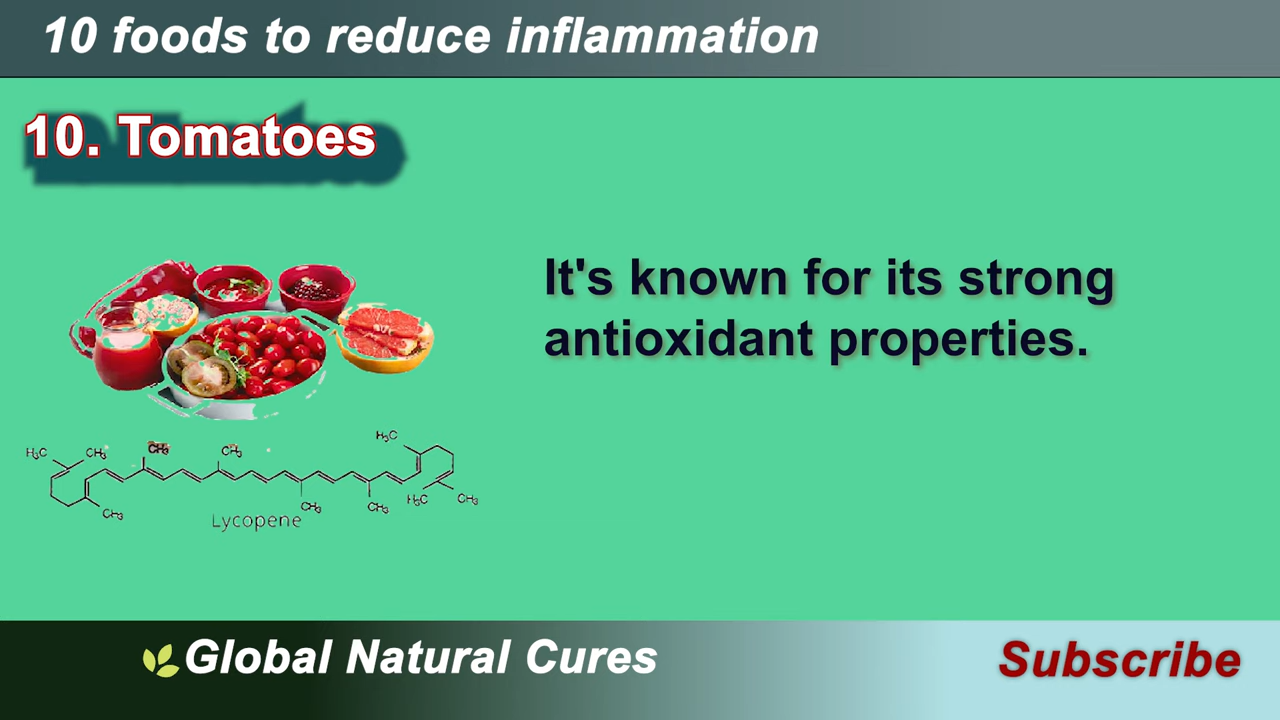 10 foods to reduce inflammation
10. Tomatoes
It's known for its strong
antioxidant properties.
H₃C
CH₃
CH₃
CH₃
H₃C
CH₃
CH₃
CH₃
H₃C
CH₃
Lycopene
Global Natural Cures
Subscribe